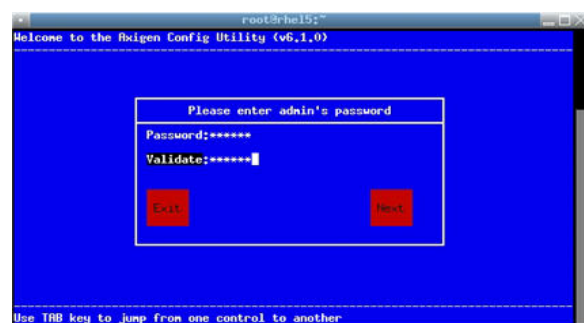 root@rhel5:~
Welcome to the Axigen Config Utility (v6.1.0)
Please enter admin's password
Password:******
Validate:******
Exit Next
Use TAB key to jump from one control to another